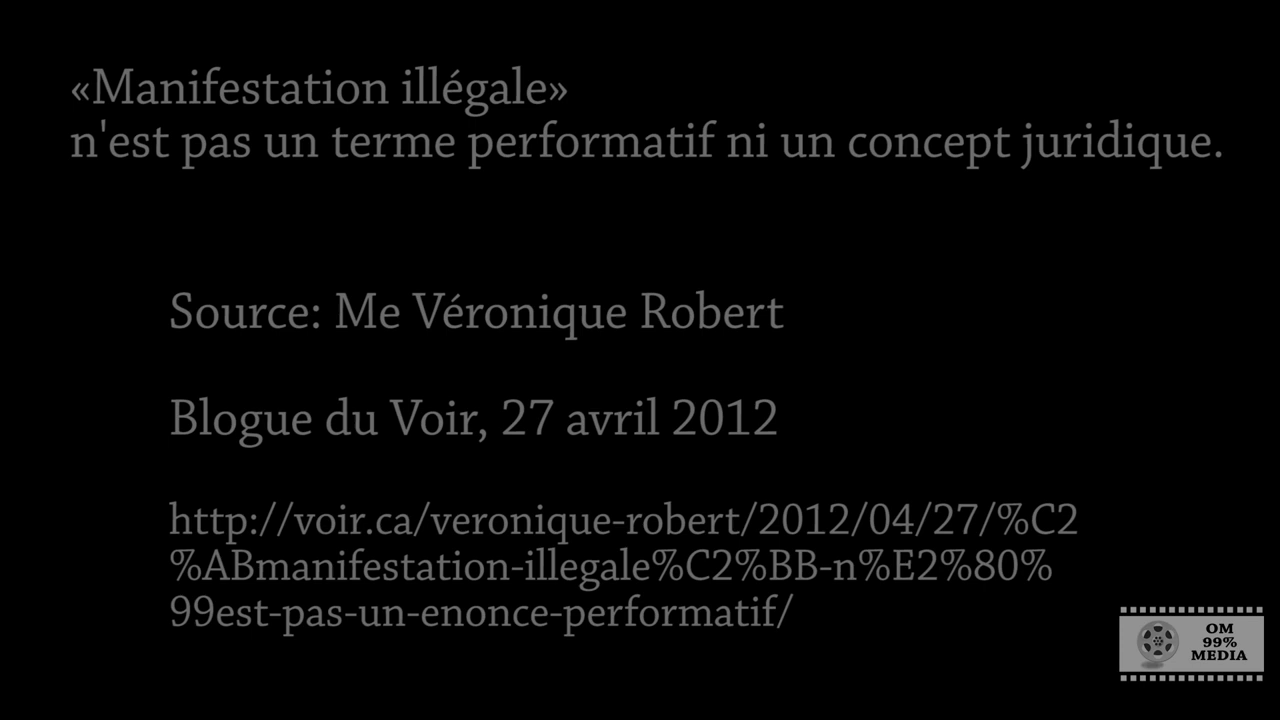 «Manifestation illégale»
n'est pas un terme performatif ni un concept juridique.
Source: Me Véronique Robert
Blogue du Voir, 27 avril 2012
http://voir.ca/veronique-robert/2012/04/27/%C2
%ABmanifestation-illegale%C2%BB-n%E2%80%
99est-pas-un-enonce-performatif/
OM
99%
MEDIA